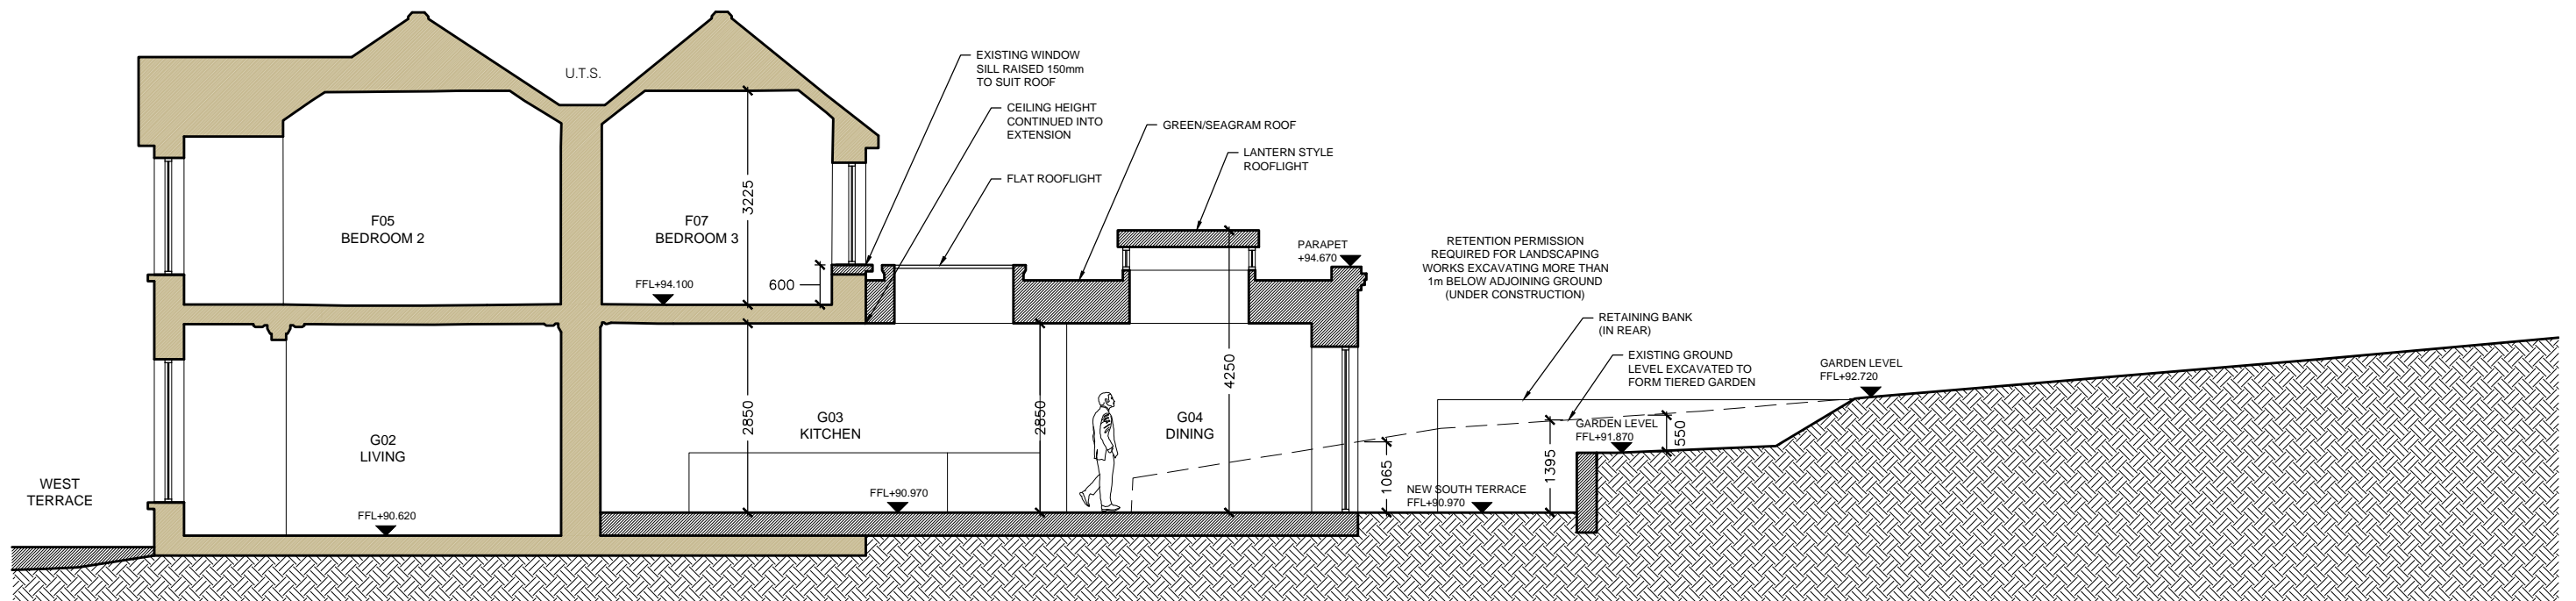 U.T.S.
EXISTING WINDOW
SILL RAISED 150mm
TO SUIT ROOF
CEILING HEIGHT
CONTINUED INTO
EXTENSION
GREEN/SEAGRAM ROOF
LANTERN STYLE
ROOFLIGHT
FLAT ROOFLIGHT
3225
F05
BEDROOM 2
F07
BEDROOM 3
PARAPET
+94.670
RETENTION PERMISSION
REQUIRED FOR LANDSCAPING
WORKS EXCAVATING MORE THAN
1m BELOW ADJOINING GROUND
(UNDER CONSTRUCTION)
FFL+94.100
600
RETAINING BANK
(IN REAR)
EXISTING GROUND
LEVEL EXCAVATED TO
FORM TIERED GARDEN
GARDEN LEVEL
FFL+92.720
4250
2850
2850
G03
KITCHEN
G04
DINING
G02
LIVING
GARDEN LEVEL
FFL+91.870
550
1395
1065
WEST
TERRACE
FFL+90.970
NEW SOUTH TERRACE
FFL+90.970
FFL+90.620